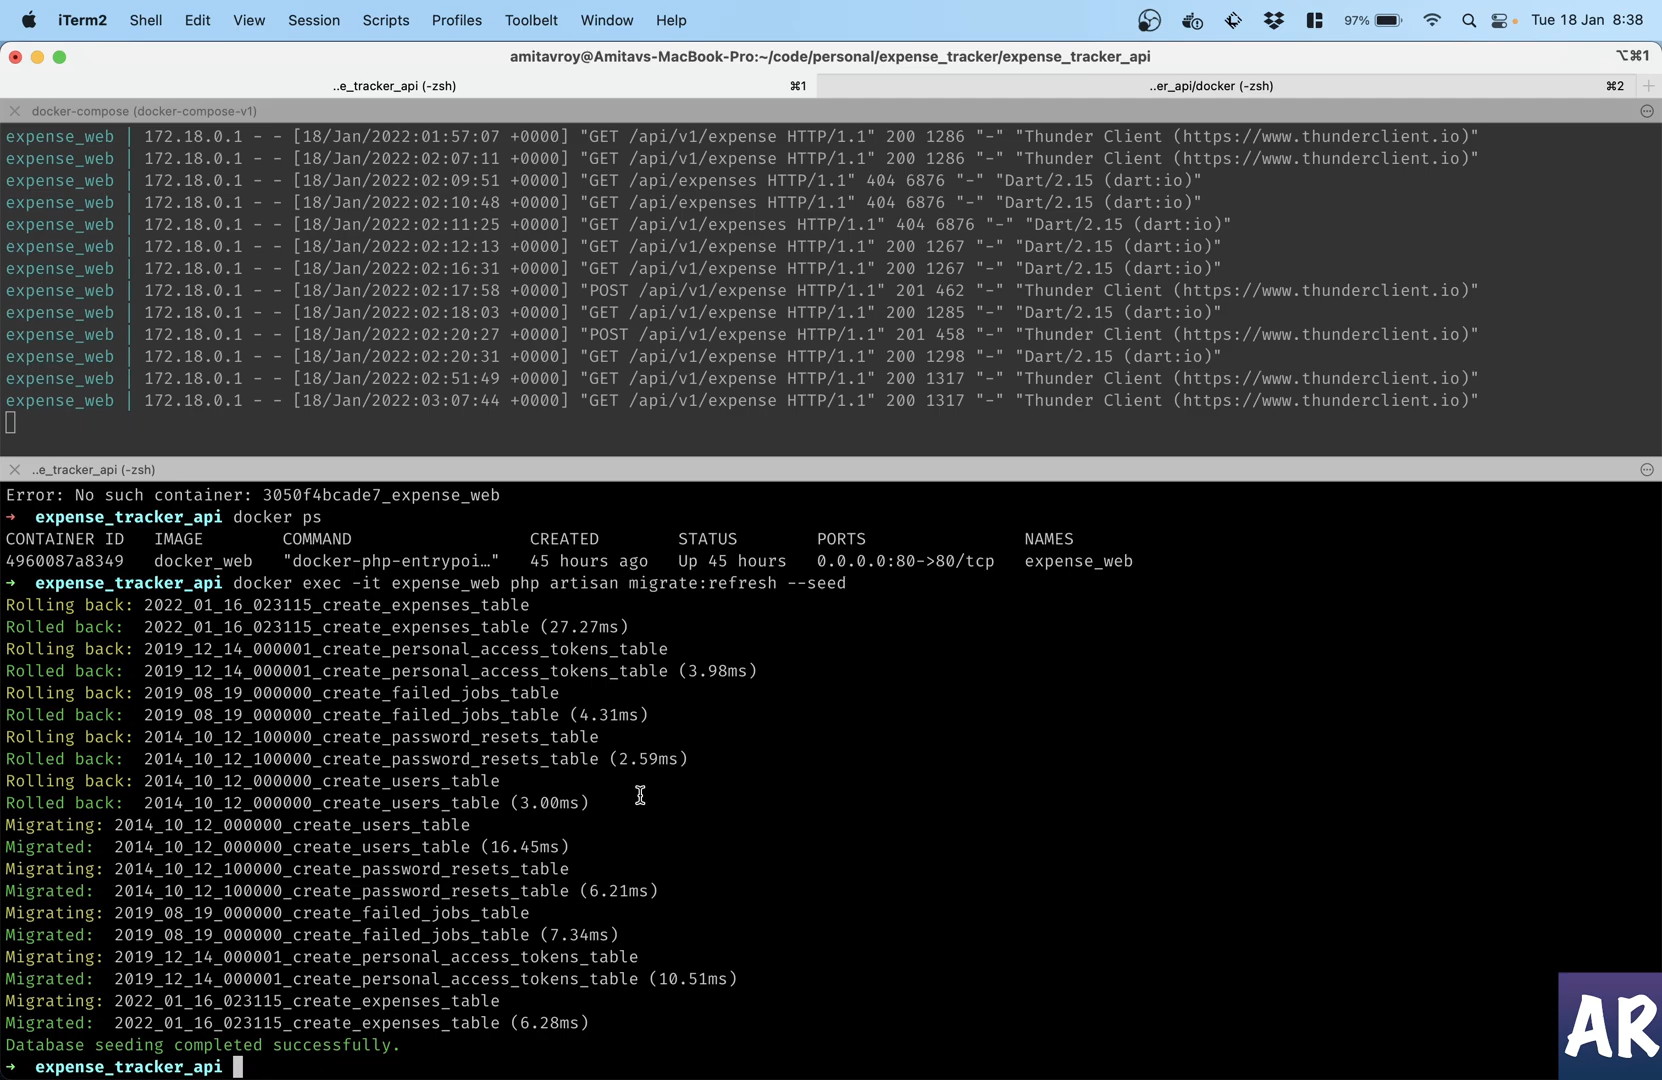 iTerm2 Shell Edit View Session Scripts Profiles Toolbelt Window Help 97% Tue 18 Jan 8:38
amitavroy@Amitavs-MacBook-Pro:~/code/personal/expense_tracker/expense_tracker_api ⌥⌘1
..e_tracker_api (-zsh) ⌘1 ..er_api/docker (-zsh) ⌘2
docker-compose (docker-compose-v1)
expense_web | 172.18.0.1 - - [18/Jan/2022:01:57:07 +0000] "GET /api/v1/expense HTTP/1.1" 200 1286 "-" "Thunder Client (https://www.thunderclient.io)"
expense_web | 172.18.0.1 - - [18/Jan/2022:02:07:11 +0000] "GET /api/v1/expense HTTP/1.1" 200 1286 "-" "Thunder Client (https://www.thunderclient.io)"
expense_web | 172.18.0.1 - - [18/Jan/2022:02:09:51 +0000] "GET /api/expenses HTTP/1.1" 404 6876 "-" "Dart/2.15 (dart:io)"
expense_web | 172.18.0.1 - - [18/Jan/2022:02:10:48 +0000] "GET /api/expenses HTTP/1.1" 404 6876 "-" "Dart/2.15 (dart:io)"
expense_web | 172.18.0.1 - - [18/Jan/2022:02:11:25 +0000] "GET /api/v1/expenses HTTP/1.1" 404 6876 "-" "Dart/2.15 (dart:io)"
expense_web | 172.18.0.1 - - [18/Jan/2022:02:12:13 +0000] "GET /api/v1/expense HTTP/1.1" 200 1267 "-" "Dart/2.15 (dart:io)"
expense_web | 172.18.0.1 - - [18/Jan/2022:02:16:31 +0000] "GET /api/v1/expense HTTP/1.1" 200 1267 "-" "Dart/2.15 (dart:io)"
expense_web | 172.18.0.1 - - [18/Jan/2022:02:17:58 +0000] "POST /api/v1/expense HTTP/1.1" 201 462 "-" "Thunder Client (https://www.thunderclient.io)"
expense_web | 172.18.0.1 - - [18/Jan/2022:02:18:03 +0000] "GET /api/v1/expense HTTP/1.1" 200 1285 "-" "Dart/2.15 (dart:io)"
expense_web | 172.18.0.1 - - [18/Jan/2022:02:20:27 +0000] "POST /api/v1/expense HTTP/1.1" 201 458 "-" "Thunder Client (https://www.thunderclient.io)"
expense_web | 172.18.0.1 - - [18/Jan/2022:02:20:31 +0000] "GET /api/v1/expense HTTP/1.1" 200 1298 "-" "Dart/2.15 (dart:io)"
expense_web | 172.18.0.1 - - [18/Jan/2022:02:51:49 +0000] "GET /api/v1/expense HTTP/1.1" 200 1317 "-" "Thunder Client (https://www.thunderclient.io)"
expense_web | 172.18.0.1 - - [18/Jan/2022:03:07:44 +0000] "GET /api/v1/expense HTTP/1.1" 200 1317 "-" "Thunder Client (https://www.thunderclient.io)"
..e_tracker_api (-zsh)
Error: No such container: 3050f4bcade7_expense_web
→ expense_tracker_api docker ps
CONTAINER ID IMAGE COMMAND CREATED STATUS PORTS NAMES
4960087a8349 docker_web "docker-php-entrypoi…" 45 hours ago Up 45 hours 0.0.0.0:80->80/tcp expense_web
→ expense_tracker_api docker exec -it expense_web php artisan migrate:refresh --seed
Rolling back: 2022_01_16_023115_create_expenses_table
Rolled back: 2022_01_16_023115_create_expenses_table (27.27ms)
Rolling back: 2019_12_14_000001_create_personal_access_tokens_table
Rolled back: 2019_12_14_000001_create_personal_access_tokens_table (3.98ms)
Rolling back: 2019_08_19_000000_create_failed_jobs_table
Rolled back: 2019_08_19_000000_create_failed_jobs_table (4.31ms)
Rolling back: 2014_10_12_100000_create_password_resets_table
Rolled back: 2014_10_12_100000_create_password_resets_table (2.59ms)
Rolling back: 2014_10_12_000000_create_users_table
Rolled back: 2014_10_12_000000_create_users_table (3.00ms)
Migrating: 2014_10_12_000000_create_users_table
Migrated: 2014_10_12_000000_create_users_table (16.45ms)
Migrating: 2014_10_12_100000_create_password_resets_table
Migrated: 2014_10_12_100000_create_password_resets_table (6.21ms)
Migrating: 2019_08_19_000000_create_failed_jobs_table
Migrated: 2019_08_19_000000_create_failed_jobs_table (7.34ms)
Migrating: 2019_12_14_000001_create_personal_access_tokens_table
Migrated: 2019_12_14_000001_create_personal_access_tokens_table (10.51ms)
Migrating: 2022_01_16_023115_create_expenses_table
Migrated: 2022_01_16_023115_create_expenses_table (6.28ms)
Database seeding completed successfully.
→ expense_tracker_api
AR